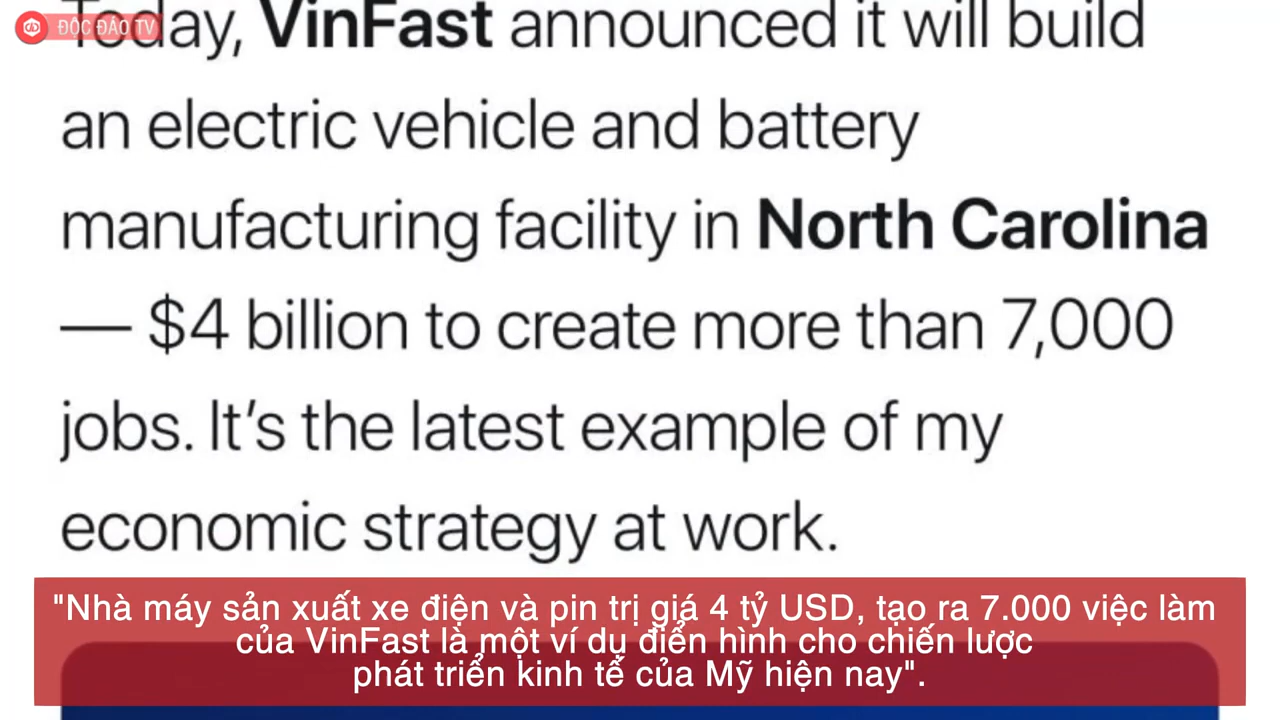 ĐỘC ĐÁO TV
Today, VinFast announced it will build
an electric vehicle and battery
manufacturing facility in North Carolina
— $4 billion to create more than 7,000
jobs. It’s the latest example of my
economic strategy at work.
"Nhà máy sản xuất xe điện và pin trị giá 4 tỷ USD, tạo ra 7.000 việc làm
của VinFast là một ví dụ điển hình cho chiến lược
phát triển kinh tế của Mỹ hiện nay".